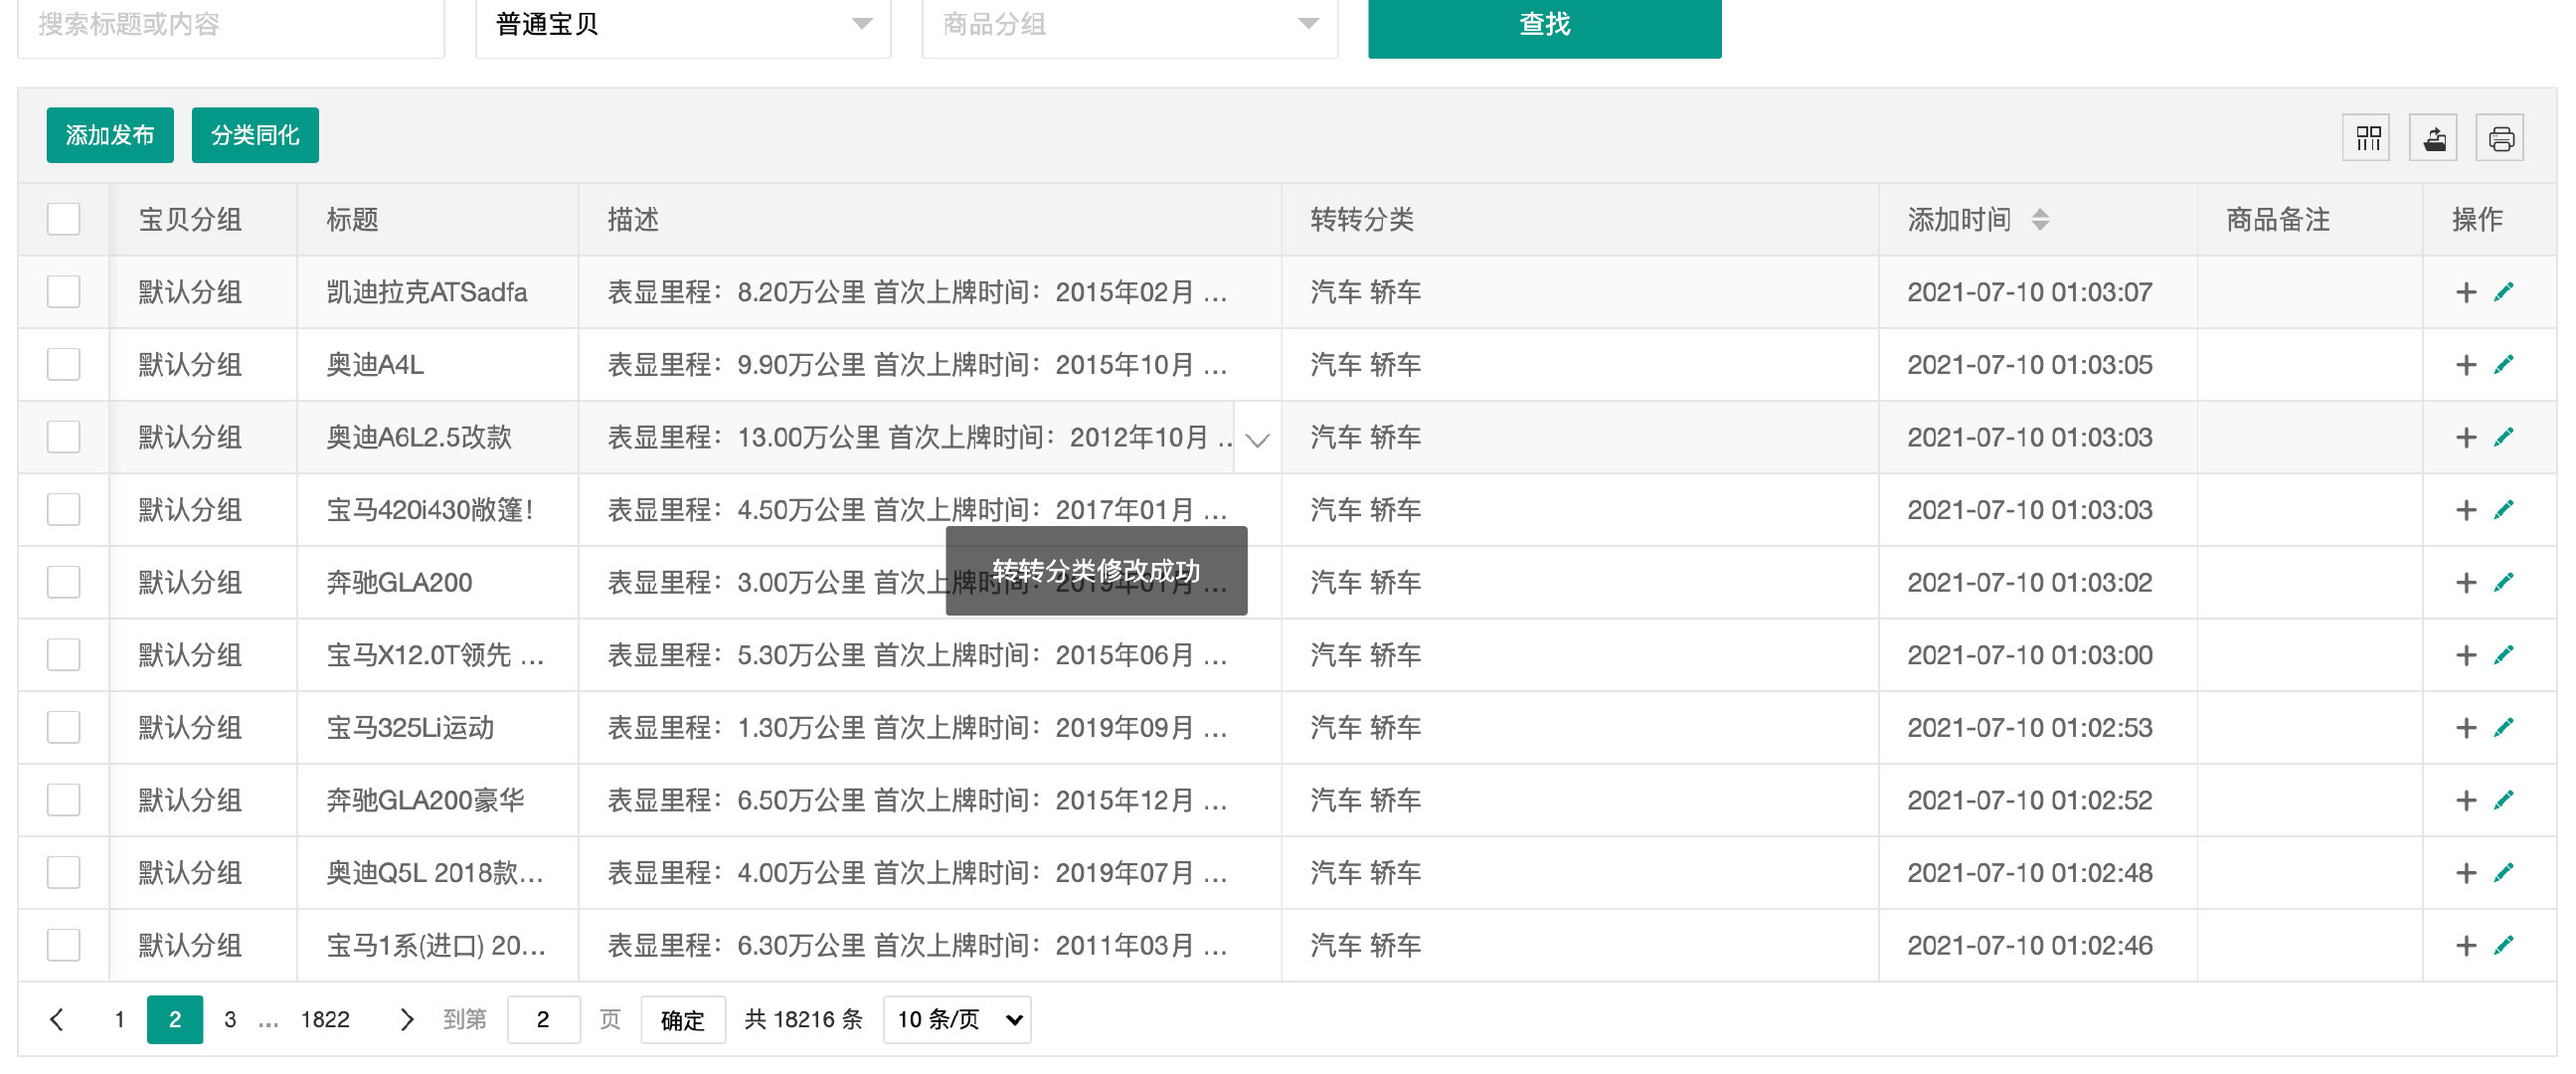 搜索标题或内容 普通宝贝 商品分组 查找
添加发布 分类同化
宝贝分组 标题 描述 转转分类 添加时间 商品备注 操作
默认分组 凯迪拉克ATSadfa 表显里程：8.20万公里 首次上牌时间：2015年02月 ... 汽车 轿车 2021-07-10 01:03:07
默认分组 奥迪A4L 表显里程：9.90万公里 首次上牌时间：2015年10月 ... 汽车 轿车 2021-07-10 01:03:05
默认分组 奥迪A6L2.5改款 表显里程：13.00万公里 首次上牌时间：2012年10月 .. 汽车 轿车 2021-07-10 01:03:03
默认分组 宝马420i430敞篷！ 表显里程：4.50万公里 首次上牌时间：2017年01月 ... 汽车 轿车 2021-07-10 01:03:03
转转分类修改成功
默认分组 奔驰GLA200 表显里程：3.00万公里 首次上牌时间：2019年01月 ... 汽车 轿车 2021-07-10 01:03:02
默认分组 宝马X12.0T领先 ... 表显里程：5.30万公里 首次上牌时间：2015年06月 ... 汽车 轿车 2021-07-10 01:03:00
默认分组 宝马325Li运动 表显里程：1.30万公里 首次上牌时间：2019年09月 ... 汽车 轿车 2021-07-10 01:02:53
默认分组 奔驰GLA200豪华 表显里程：6.50万公里 首次上牌时间：2015年12月 ... 汽车 轿车 2021-07-10 01:02:52
默认分组 奥迪Q5L 2018款... 表显里程：4.00万公里 首次上牌时间：2019年07月 ... 汽车 轿车 2021-07-10 01:02:48
默认分组 宝马1系(进口) 20... 表显里程：6.30万公里 首次上牌时间：2011年03月 ... 汽车 轿车 2021-07-10 01:02:46
1 2 3 ... 1822 到第 2 页 确定 共 18216 条 10 条/页